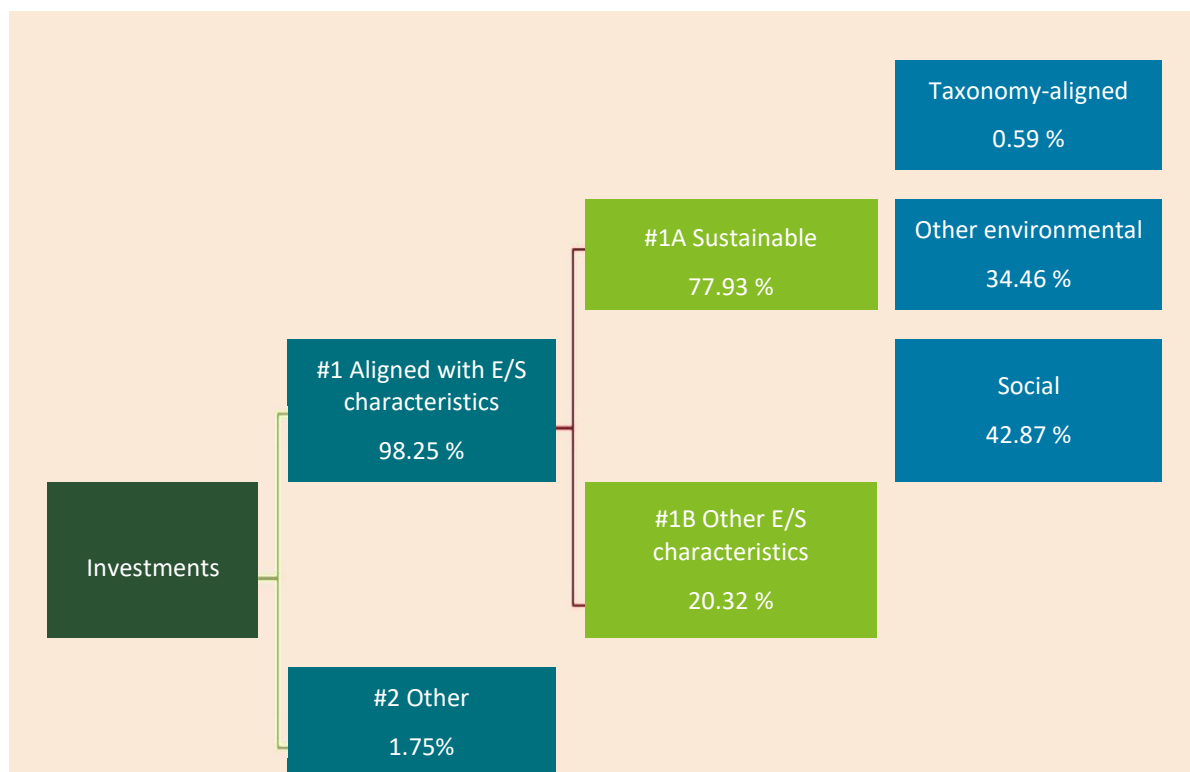 Taxonomy-aligned
0.59 %
#1A Sustainable
77.93 %
Other environmental
34.46 %
#1 Aligned with E/S
characteristics
98.25 %
Social
42.87 %
Investments
#1B Other E/S
characteristics
20.32 %
#2 Other
1.75%